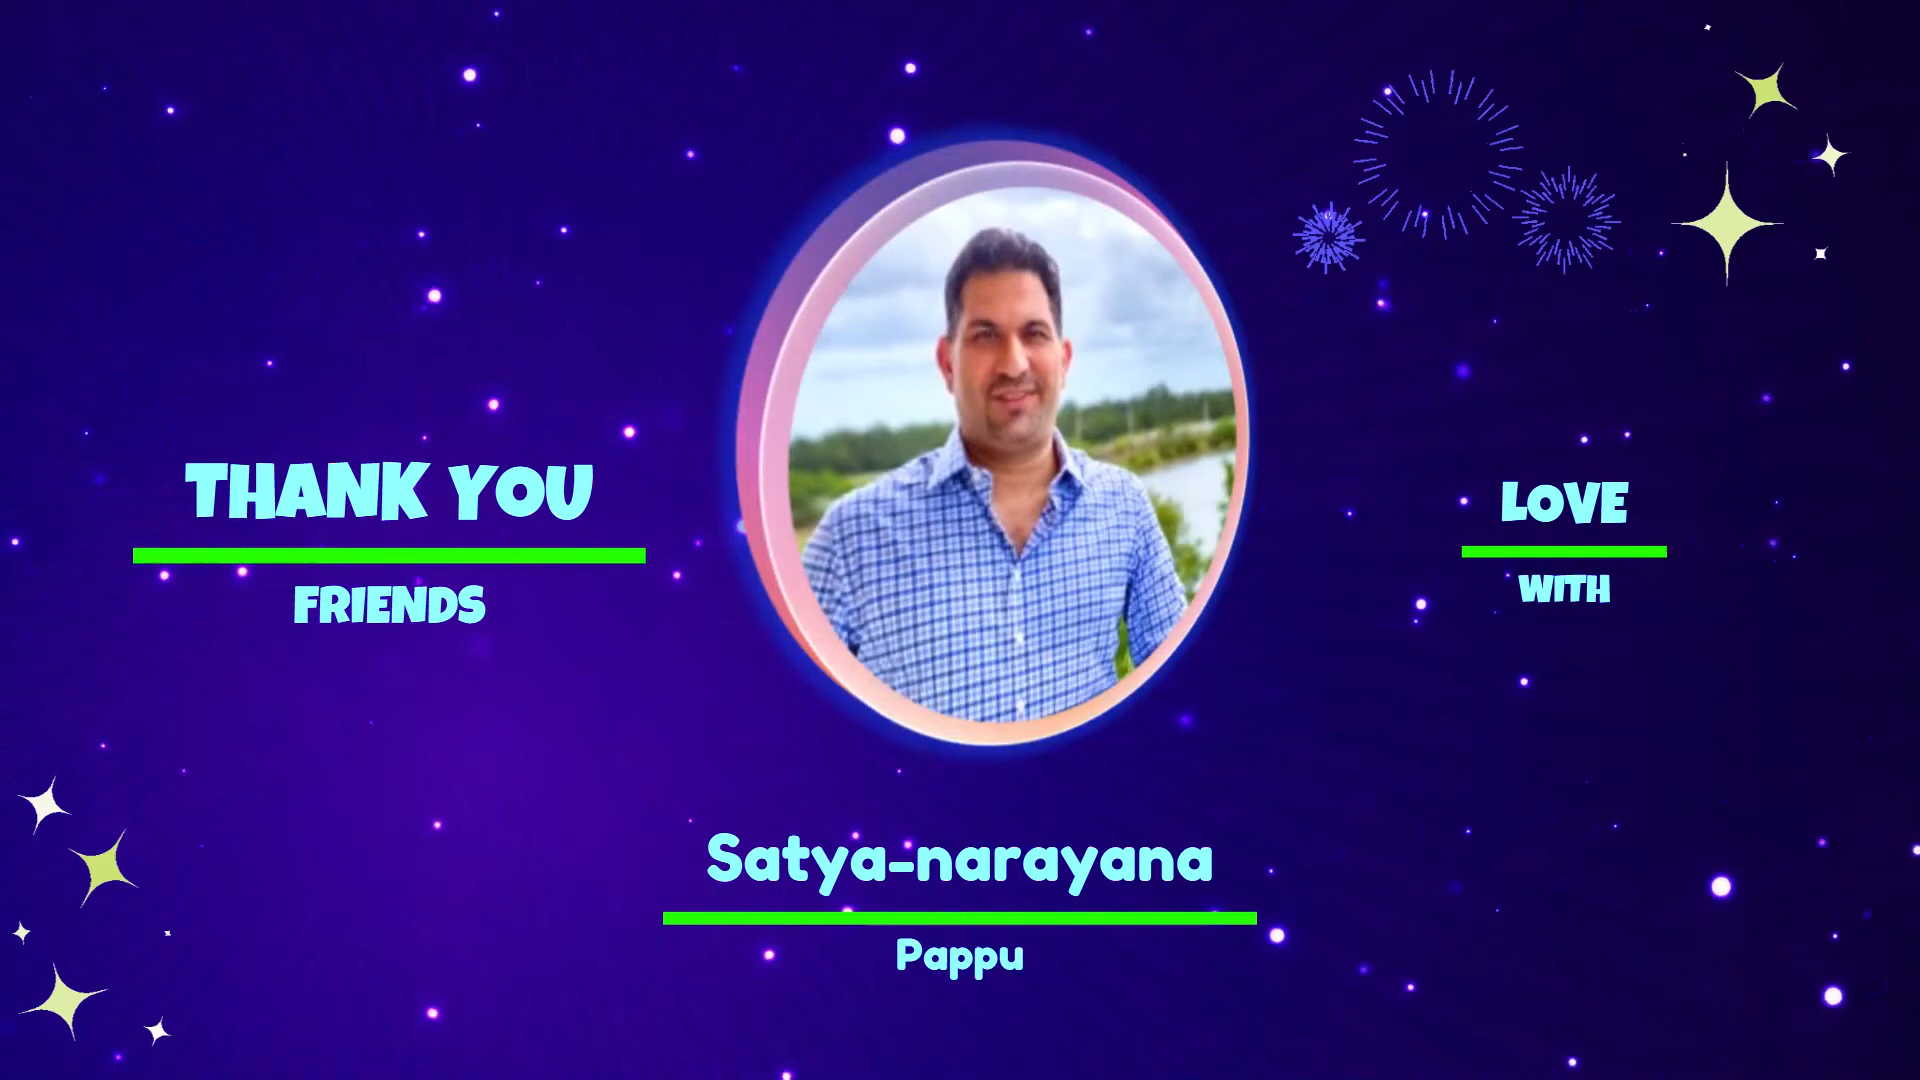 THANK YOU
FRIENDS
LOVE
WITH
Satya-narayana
Pappu